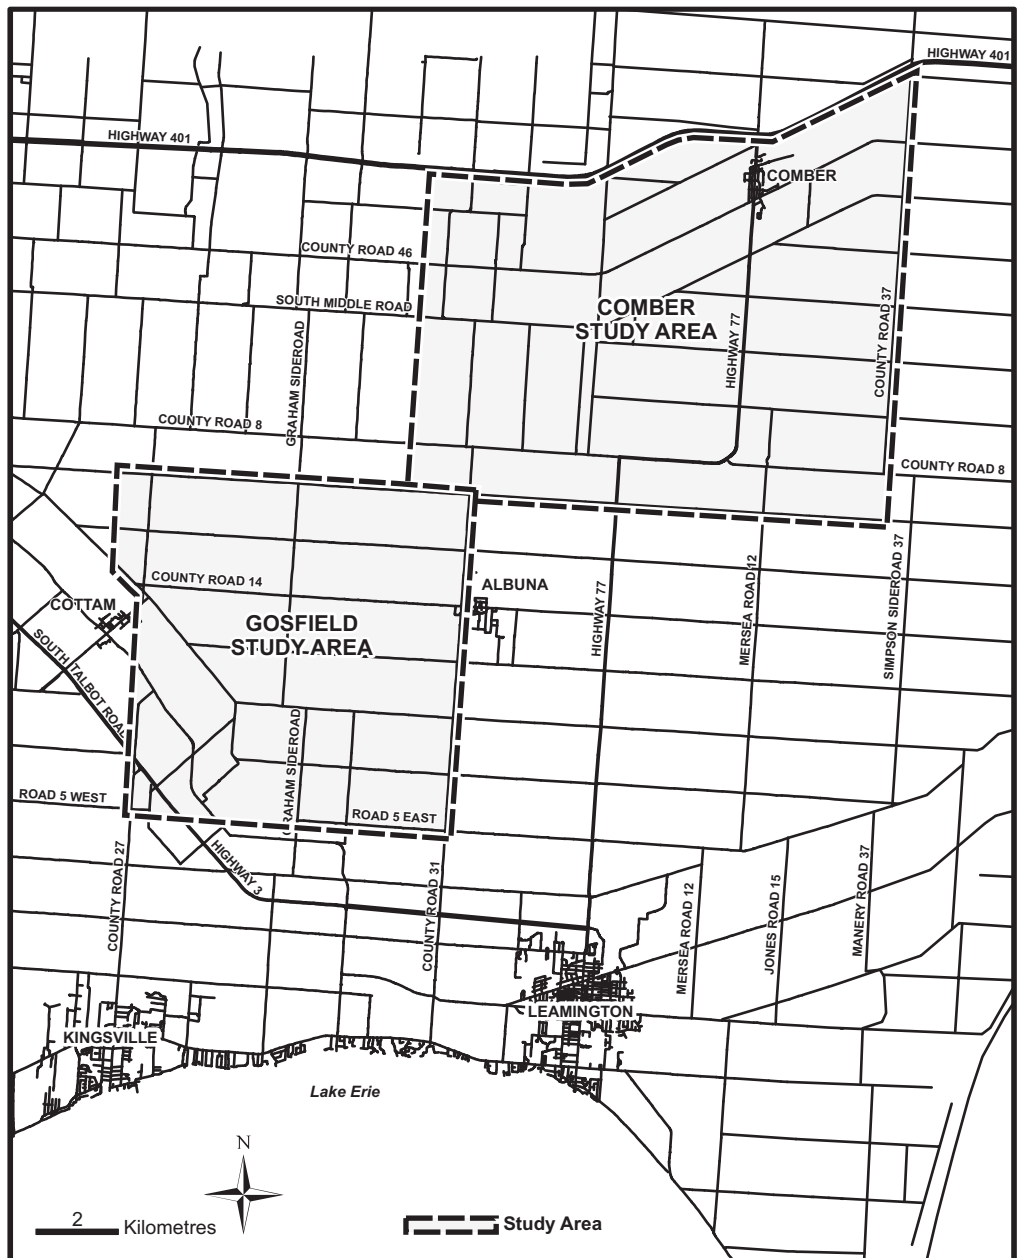 HIGHWAY 401
HIGHWAY 401
COMBER
COUNTY ROAD 46
SOUTH MIDDLE ROAD
COMBER
STUDY AREA
HIGHWAY 77
COUNTY ROAD 37
GRAHAM SIDEROAD
COUNTY ROAD 8
COUNTY ROAD 8
COUNTY ROAD 14
ALBUNA
COTTAM
GOSFIELD
STUDY AREA
HIGHWAY 77
MERSEA ROAD 12
SIMPSON SIDEROAD 37
SOUTH TALBOT ROAD
GRAHAM SIDEROAD
ROAD 5 WEST
ROAD 5 EAST
HIGHWAY 3
COUNTY ROAD 27
COUNTY ROAD 31
MERSEA ROAD 12
JONES ROAD 15
MANERY ROAD 37
LEAMINGTON
KINGSVILLE
Lake Erie
N
2
Kilometres
Study Area